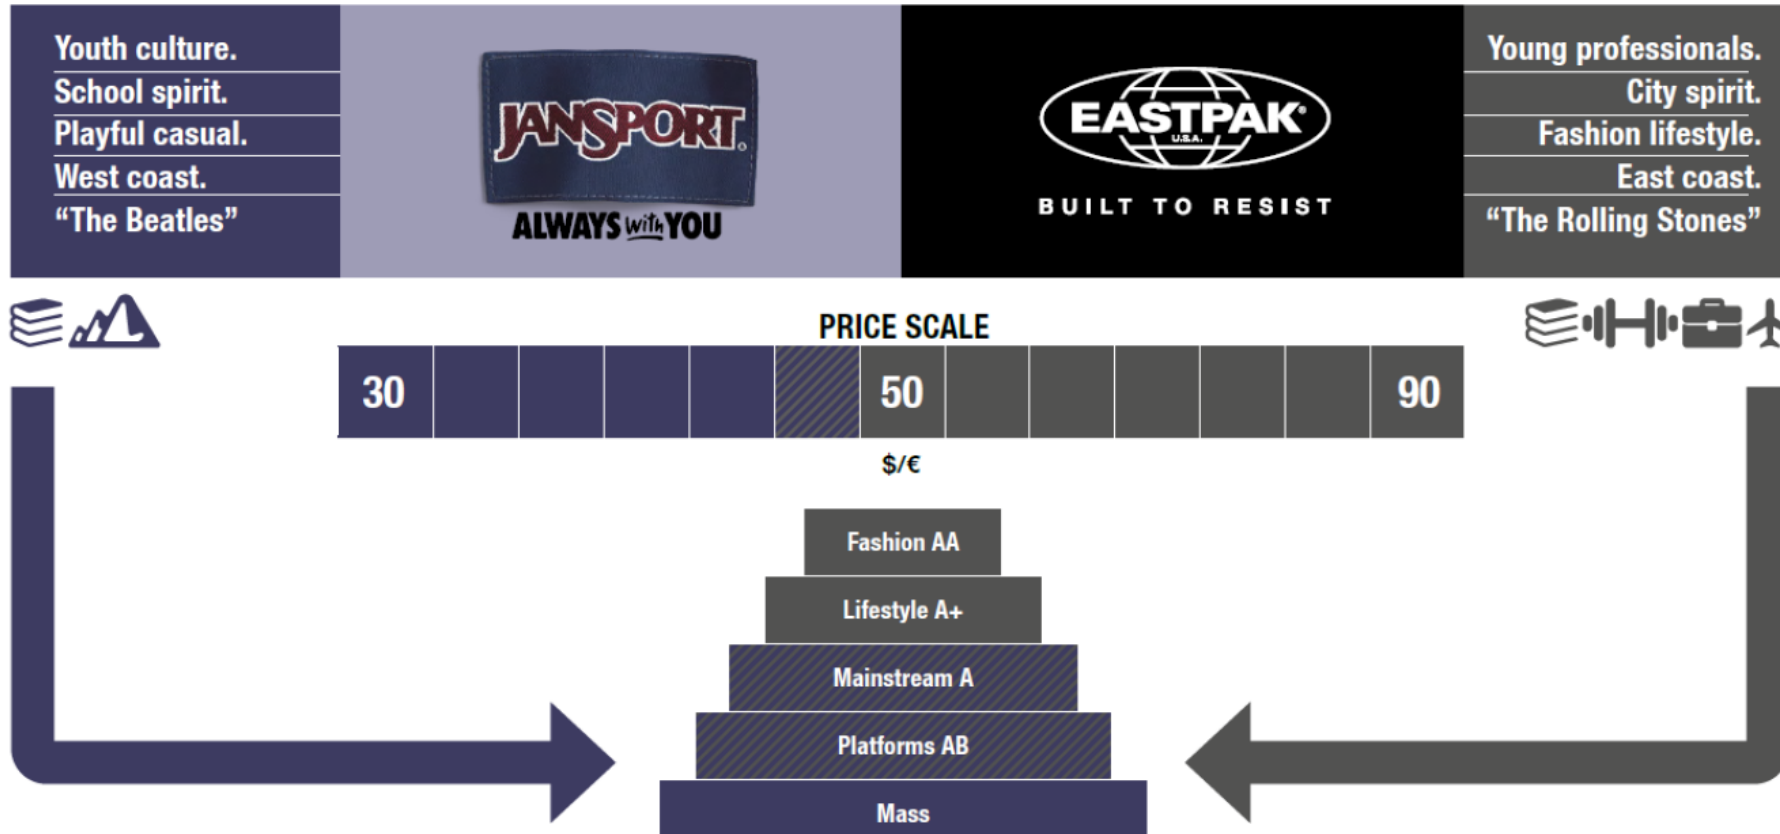 Youth culture.
School spirit.
Playful casual.
West coast.
“The Beatles”
JANSPORT.
ALWAYS with YOU
EASTPAK®
U.S.A.
BUILT TO RESIST
Young professionals.
City spirit.
Fashion lifestyle.
East coast.
“The Rolling Stones”
PRICE SCALE
30 50 90
$/€
Fashion AA
Lifestyle A+
Mainstream A
Platforms AB
Mass